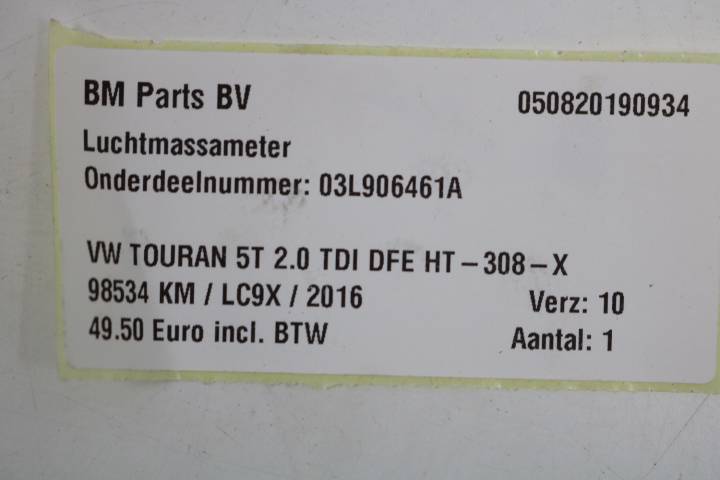 BM Parts BV 050820190934
Luchtmassameter
Onderdeelnummer: 03L906461A
VW TOURAN 5T 2.0 TDI DFE HT-308-X
98534 KM / LC9X / 2016 Verz: 10
49.50 Euro incl. BTW Aantal: 1